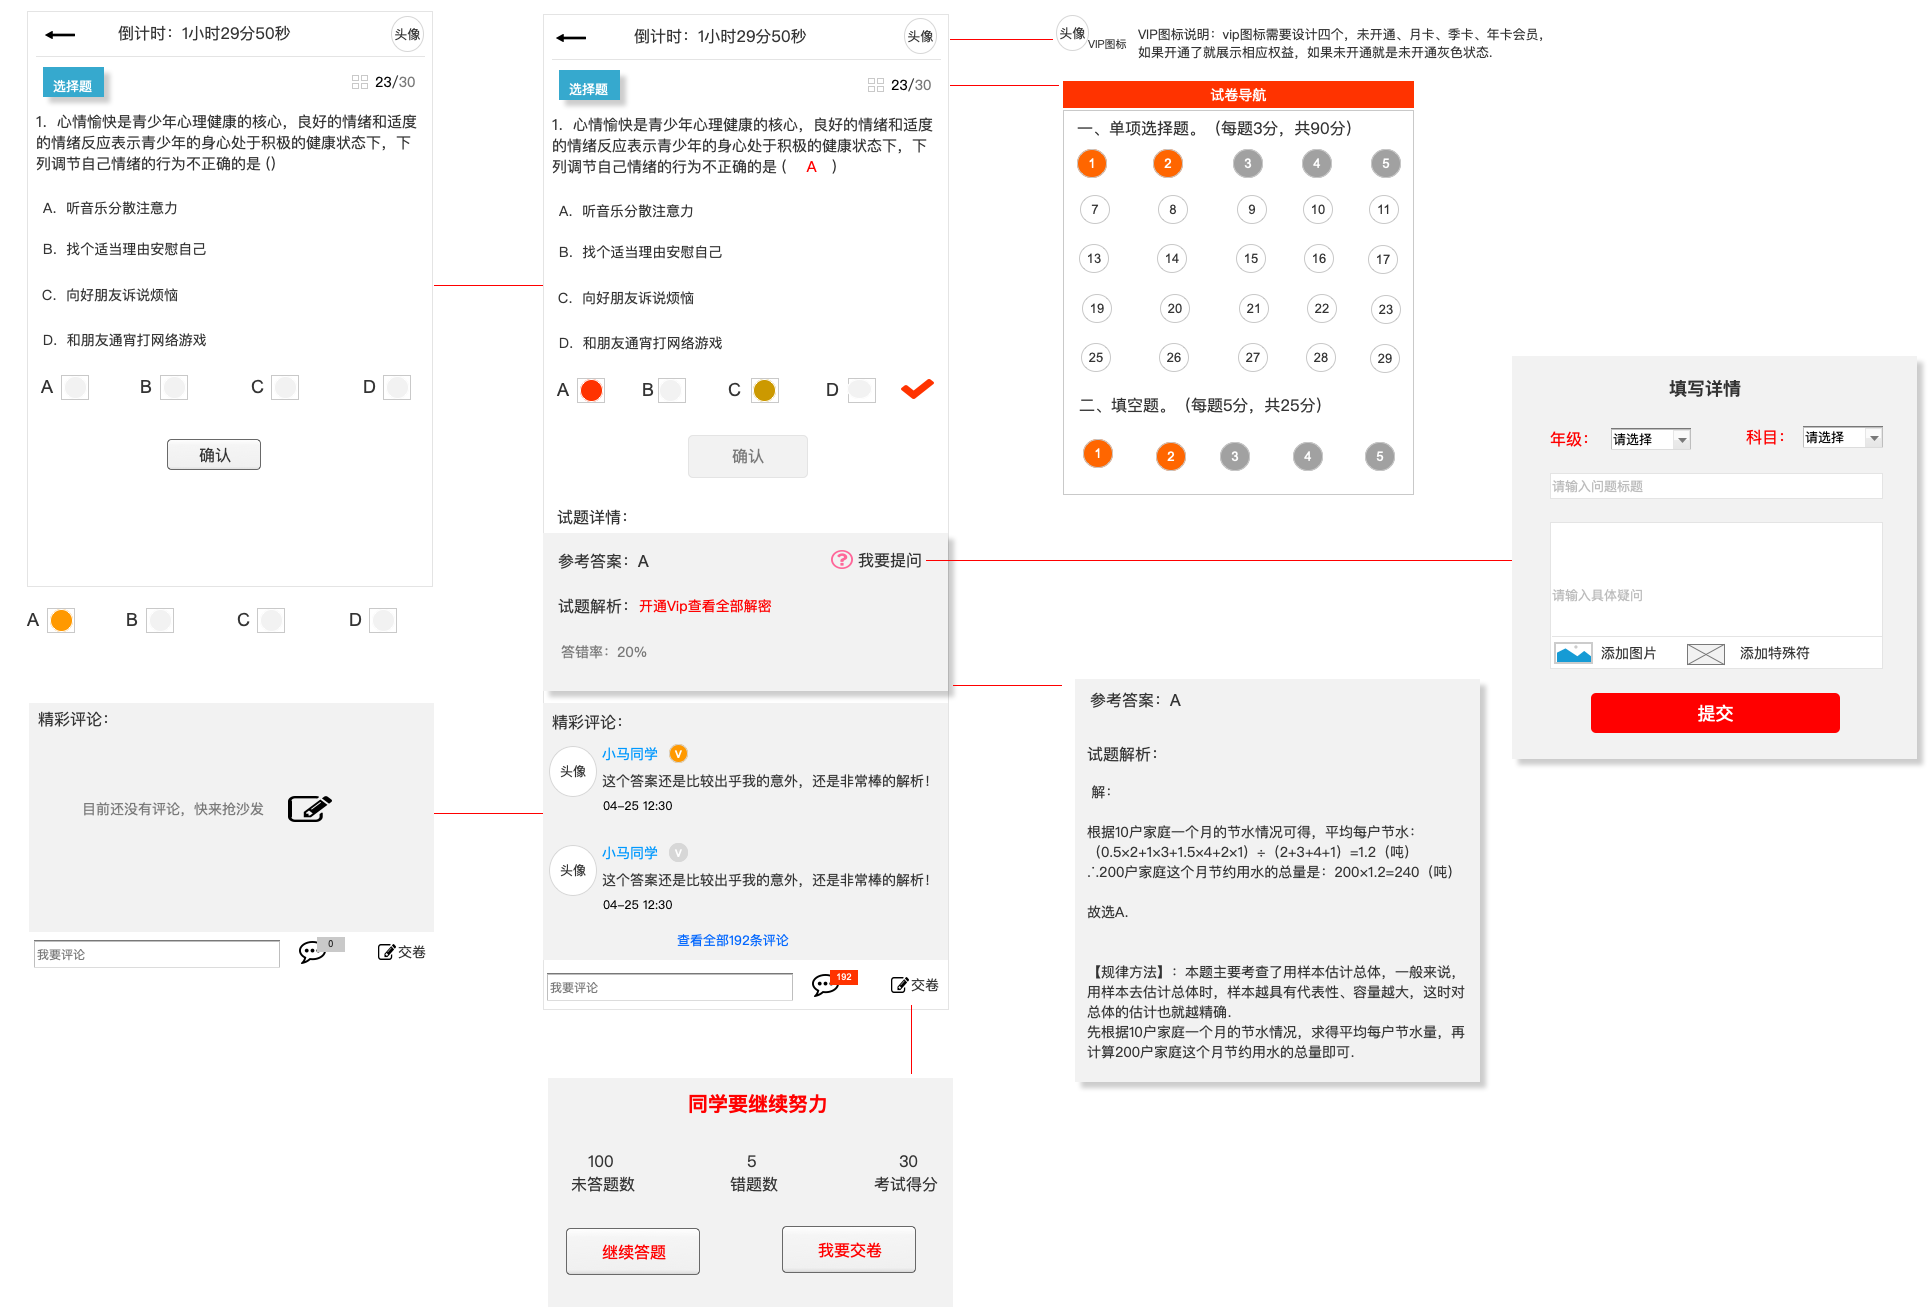 倒计时：1小时29分50秒
头像
选择题
23/30
1. 心情愉快是青少年心理健康的核心，良好的情绪和适度
的情绪反应表示青少年的身心处于积极的健康状态下，下
列调节自己情绪的行为不正确的是 ()
A. 听音乐分散注意力
B. 找个适当理由安慰自己
C. 向好朋友诉说烦恼
D. 和朋友通宵打网络游戏
A B C D
确认
A B C D
精彩评论：
目前还没有评论，快来抢沙发
我要评论
0
交卷
倒计时：1小时29分50秒
头像
选择题
23/30
1. 心情愉快是青少年心理健康的核心，良好的情绪和适度
的情绪反应表示青少年的身心处于积极的健康状态下，下
列调节自己情绪的行为不正确的是 ( A )
A. 听音乐分散注意力
B. 找个适当理由安慰自己
C. 向好朋友诉说烦恼
D. 和朋友通宵打网络游戏
A B C D
确认
试题详情：
参考答案：A
? 我要提问
试题解析：开通Vip查看全部解密
答错率：20%
精彩评论：
头像
小马同学 V
这个答案还是比较出乎我的意外，还是非常棒的解析！
04-25 12:30
头像
小马同学 V
这个答案还是比较出乎我的意外，还是非常棒的解析！
04-25 12:30
查看全部192条评论
我要评论
192
交卷
同学要继续努力
100 5 30
未答题数 错题数 考试得分
继续答题 我要交卷
头像
VIP图标
VIP图标说明：vip图标需要设计四个，未开通、月卡、季卡、年卡会员，
如果开通了就展示相应权益，如果未开通就是未开通灰色状态.
试卷导航
一、单项选择题。（每题3分，共90分）
1 2 3 4 5
7 8 9 10 11
13 14 15 16 17
19 20 21 22 23
25 26 27 28 29
二、填空题。（每题5分，共25分）
1 2 3 4 5
参考答案：A
试题解析：
解：
根据10户家庭一个月的节水情况可得，平均每户节水：
（0.5×2+1×3+1.5×4+2×1）÷（2+3+4+1）=1.2（吨）
∴200户家庭这个月节约用水的总量是：200×1.2=240（吨）
故选A.
【规律方法】：本题主要考查了用样本估计总体，一般来说，
用样本去估计总体时，样本越具有代表性、容量越大，这时对
总体的估计也就越精确.
先根据10户家庭一个月的节水情况，求得平均每户节水量，再
计算200户家庭这个月节约用水的总量即可.
填写详情
年级： 请选择 科目： 请选择
请输入问题标题
请输入具体疑问
添加图片 添加特殊符
提交